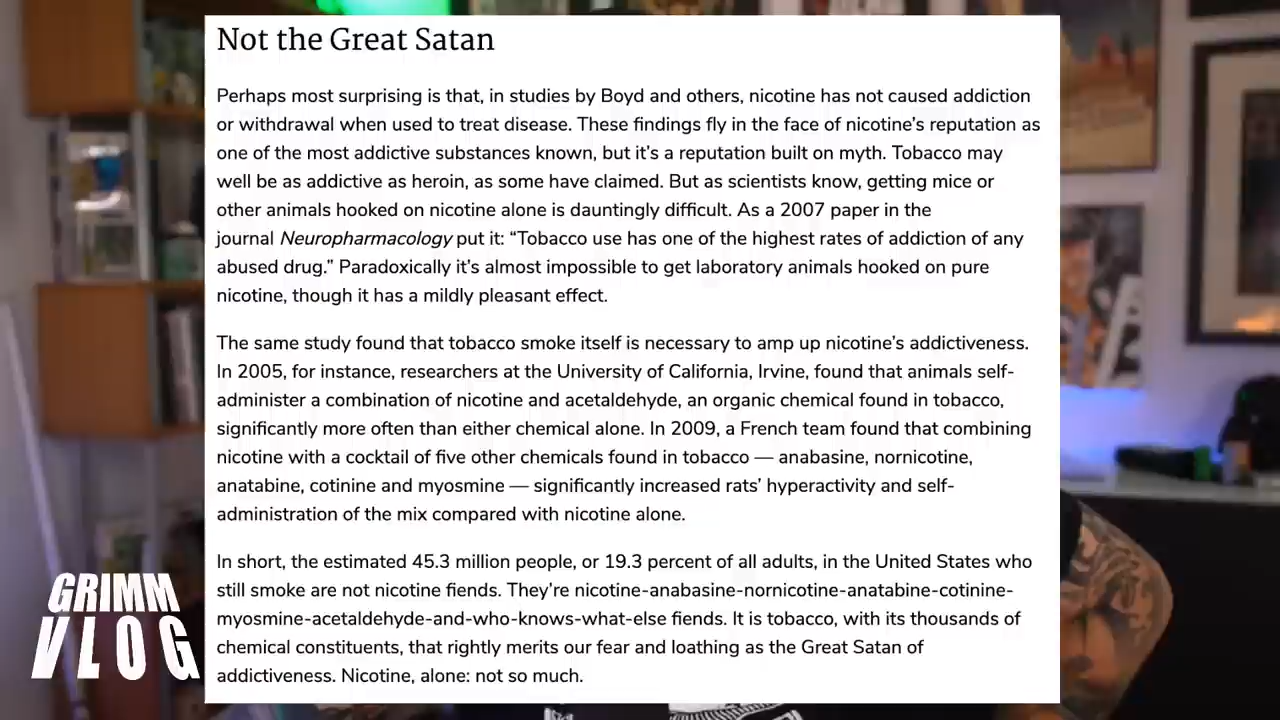 Not the Great Satan
Perhaps most surprising is that, in studies by Boyd and others, nicotine has not caused addiction
or withdrawal when used to treat disease. These findings fly in the face of nicotine's reputation as
one of the most addictive substances known, but it's a reputation built on myth. Tobacco may
well be as addictive as heroin, as some have claimed. But as scientists know, getting mice or
other animals hooked on nicotine alone is dauntingly difficult. As a 2007 paper in the
journal Neuropharmacology put it: “Tobacco use has one of the highest rates of addiction of any
abused drug.” Paradoxically it's almost impossible to get laboratory animals hooked on pure
nicotine, though it has a mildly pleasant effect.
The same study found that tobacco smoke itself is necessary to amp up nicotine's addictiveness.
In 2005, for instance, researchers at the University of California, Irvine, found that animals self-
administer a combination of nicotine and acetaldehyde, an organic chemical found in tobacco,
significantly more often than either chemical alone. In 2009, a French team found that combining
nicotine with a cocktail of five other chemicals found in tobacco — anabasine, nornicotine,
anatabine, cotinine and myosmine — significantly increased rats' hyperactivity and self-
administration of the mix compared with nicotine alone.
In short, the estimated 45.3 million people, or 19.3 percent of all adults, in the United States who
still smoke are not nicotine fiends. They're nicotine-anabasine-nornicotine-anatabine-cotinine-
myosmine-acetaldehyde-and-who-knows-what-else fiends. It is tobacco, with its thousands of
chemical constituents, that rightly merits our fear and loathing as the Great Satan of
addictiveness. Nicotine, alone: not so much.
GRIMM
VLOG